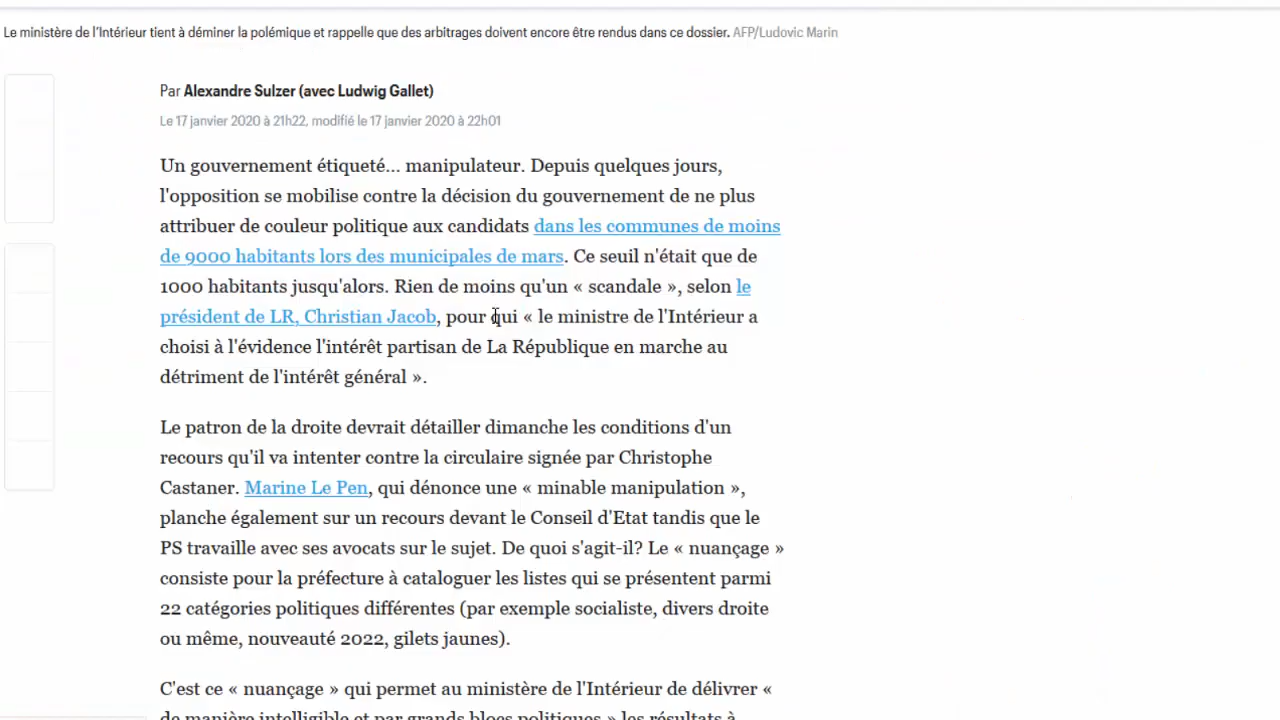 Le ministère de l'Intérieur tient à déminer la polémique et rappelle que des arbitrages doivent encore être rendus dans ce dossier. AFP/Ludovic Marin
Par Alexandre Sulzer (avec Ludwig Gallet)
Le 17 janvier 2020 à 21h22, modifié le 17 janvier 2020 à 22h01
Un gouvernement étiqueté... manipulateur. Depuis quelques jours,
l'opposition se mobilise contre la décision du gouvernement de ne plus
attribuer de couleur politique aux candidats dans les communes de moins
de 9000 habitants lors des municipales de mars. Ce seuil n'était que de
1000 habitants jusqu'alors. Rien de moins qu'un « scandale », selon le
président de LR, Christian Jacob, pour qui « le ministre de l'Intérieur a
choisi à l'évidence l'intérêt partisan de La République en marche au
détriment de l'intérêt général ».
Le patron de la droite devrait détailler dimanche les conditions d'un
recours qu'il va intenter contre la circulaire signée par Christophe
Castaner. Marine Le Pen, qui dénonce une « minable manipulation »,
planche également sur un recours devant le Conseil d'Etat tandis que le
PS travaille avec ses avocats sur le sujet. De quoi s'agit-il? Le « nuançage »
consiste pour la préfecture à cataloguer les listes qui se présentent parmi
22 catégories politiques différentes (par exemple socialiste, divers droite
ou même, nouveauté 2022, gilets jaunes).
C'est ce « nuançage » qui permet au ministère de l'Intérieur de délivrer «
de manière intelligible et par grands blocs politiques » les résultats à